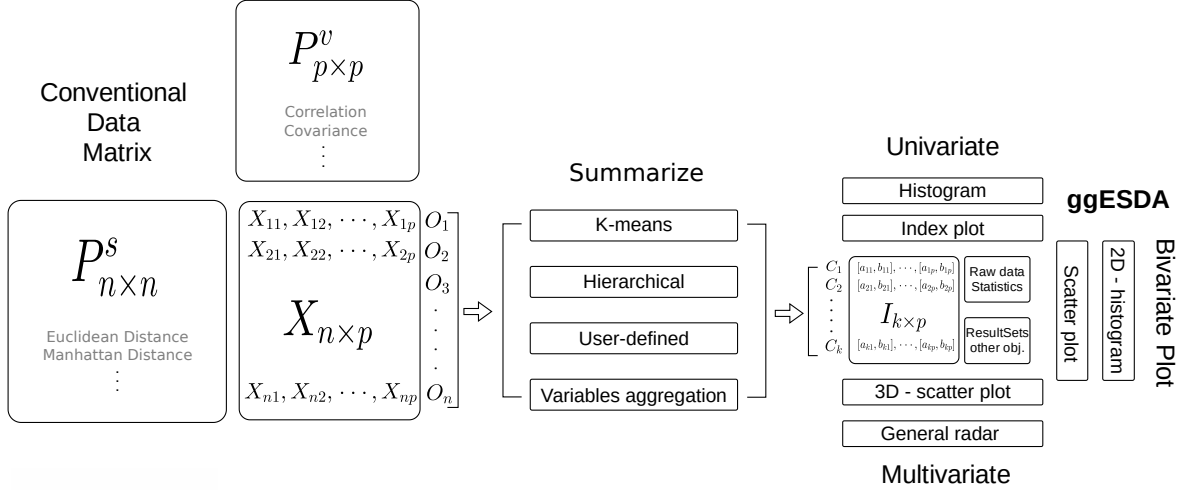 Conventional
Data
Matrix
P^v_{p×p}
Correlation
Covariance
⋮
P^s_{n×n}
Euclidean Distance
Manhattan Distance
⋮
X_{11}, X_{12}, ···, X_{1p} O_1
X_{21}, X_{22}, ···, X_{2p} O_2
O_3
X_{n×p}
X_{n1}, X_{n2}, ···, X_{np} O_n
Summarize
K-means
Hierarchical
User-defined
Variables aggregation
Univariate
Histogram
Index plot
C_1 [a_{11}, b_{11}], ···, [a_{1p}, b_{1p}]
C_2 [a_{21}, b_{21}], ···, [a_{2p}, b_{2p}]
I_{k×p}
C_k [a_{k1}, b_{k1}], ···, [a_{kp}, b_{kp}]
Raw data
Statistics
ResultSets
other obj.
3D - scatter plot
General radar
Multivariate
ggESDA
Scatter plot
2D - histogram
Bivariate Plot